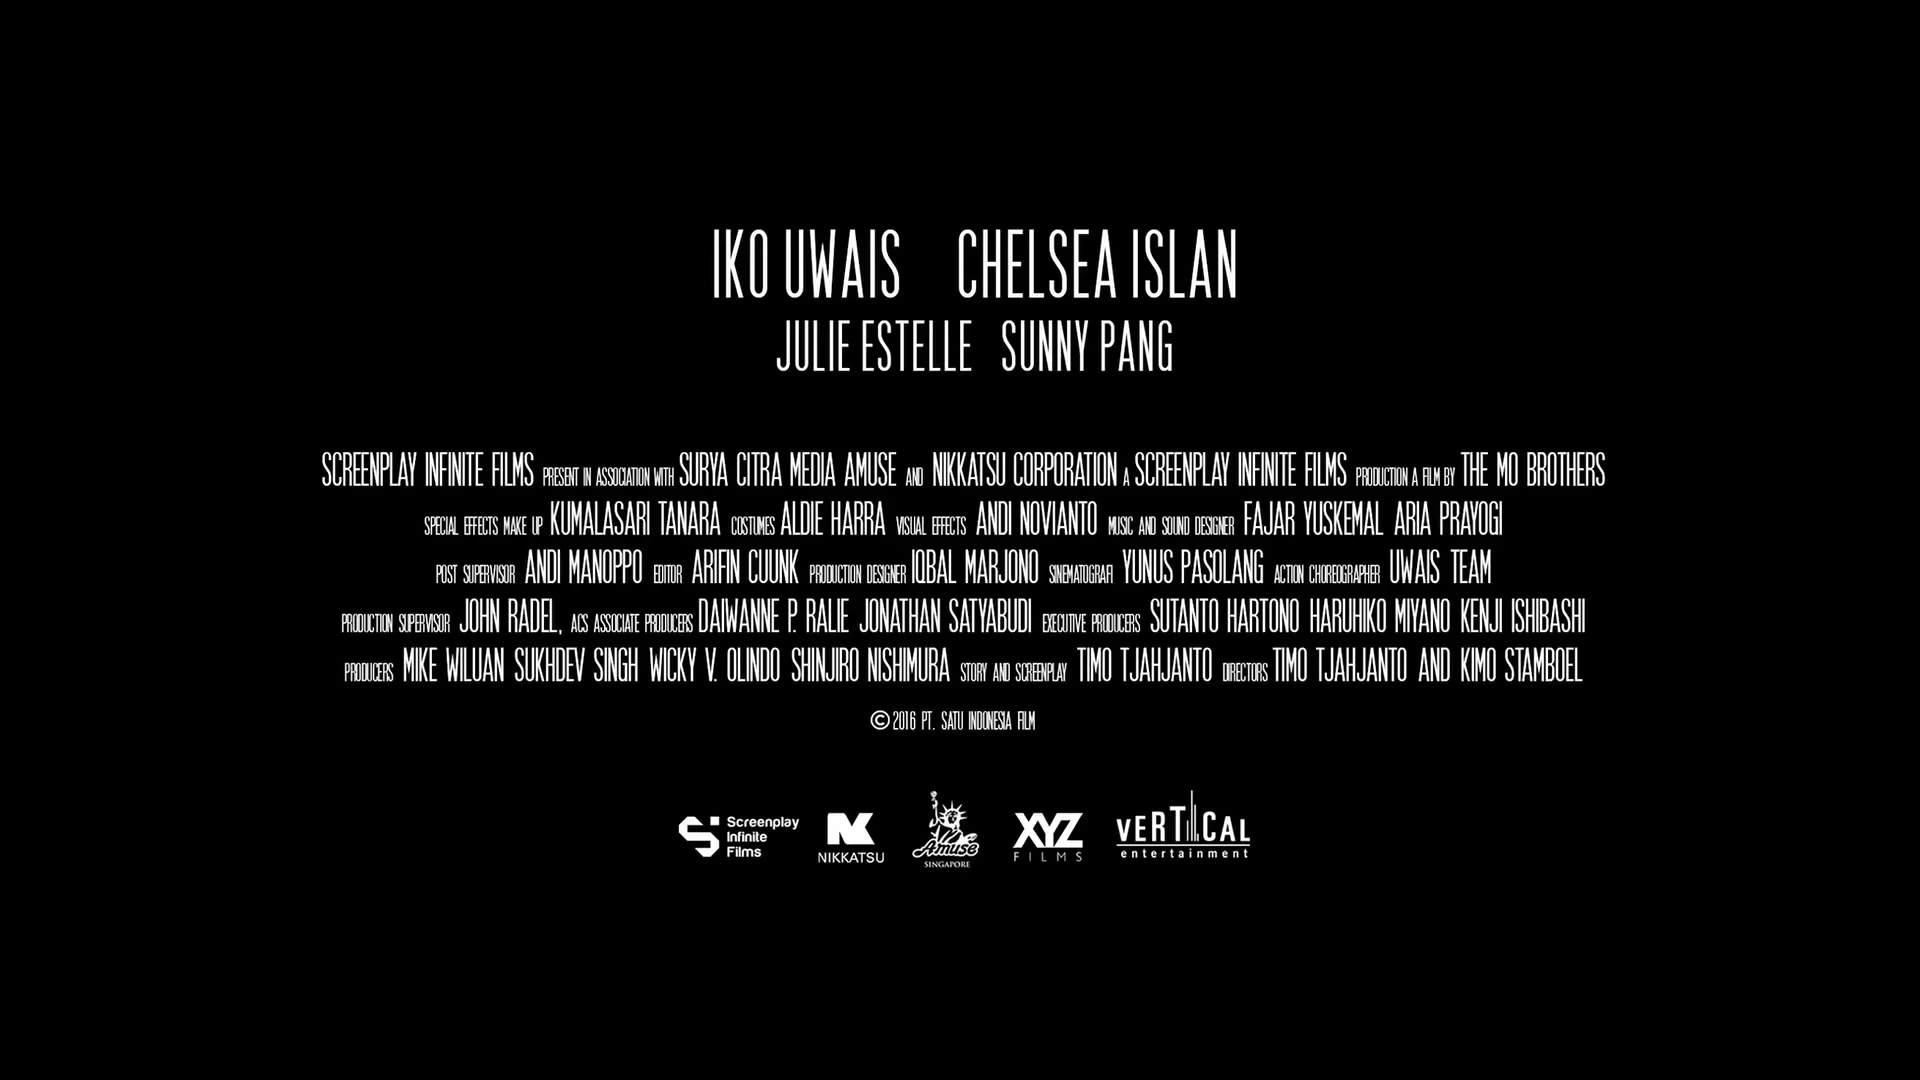 IKO UWAIS CHELSEA ISLAN
JULIE ESTELLE SUNNY PANG
SCREENPLAY INFINITE FILMS PRESENT IN ASSOCIATION WITH SURYA CITRA MEDIA AMUSE AND NIKKATSU CORPORATION A SCREENPLAY INFINITE FILMS PRODUCTION A FILM BY THE MO BROTHERS
SPECIAL EFFECTS MAKE UP KUMALASARI TANARA COSTUMES ALDIE HARRA VISUAL EFFECTS ANDI NOVIANTO MUSIC AND SOUND DESIGNER FAJAR YUSKEMAL ARIA PRAYOGI
POST SUPERVISOR ANDI MANOPPO EDITOR ARIFIN CUUNK PRODUCTION DESIGNER IQBAL MARJONO SINEMATOGRAFI YUNUS PASOLANG ACTION CHOREOGRAPHER UWAIS TEAM
PRODUCTION SUPERVISOR JOHN RADEL, ACS ASSOCIATE PRODUCERS DAIWANNE P. RALIE JONATHAN SATYABUDI EXECUTIVE PRODUCERS SUTANTO HARTONO HARUHIKO MIYANO KENJI ISHIBASHI
PRODUCERS MIKE WILUAN SUKHDEV SINGH WICKY V. OLINDO SHINJIRO NISHIMURA STORY AND SCREENPLAY TIMO TJAHJANTO DIRECTORS TIMO TJAHJANTO AND KIMO STAMBOEL
© 2016 PT. SATU INDONESIA FILM
Screenplay
Infinite
Films
NIKKATSU
Amuse
SINGAPORE
XYZ
FILMS
VERTICAL
entertainment